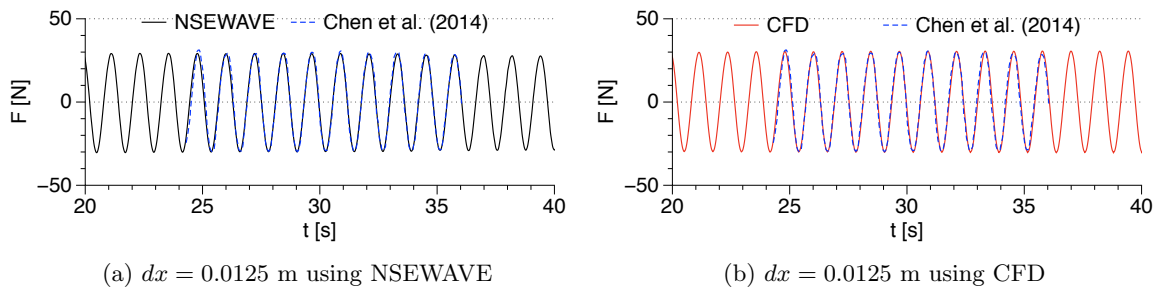 50
NSEWAVE
Chen et al. (2014)
F [N]
0
−50
20
25
30
35
40
t [s]
(a) dx = 0.0125 m using NSEWAVE
50
CFD
Chen et al. (2014)
F [N]
0
−50
20
25
30
35
40
t [s]
(b) dx = 0.0125 m using CFD